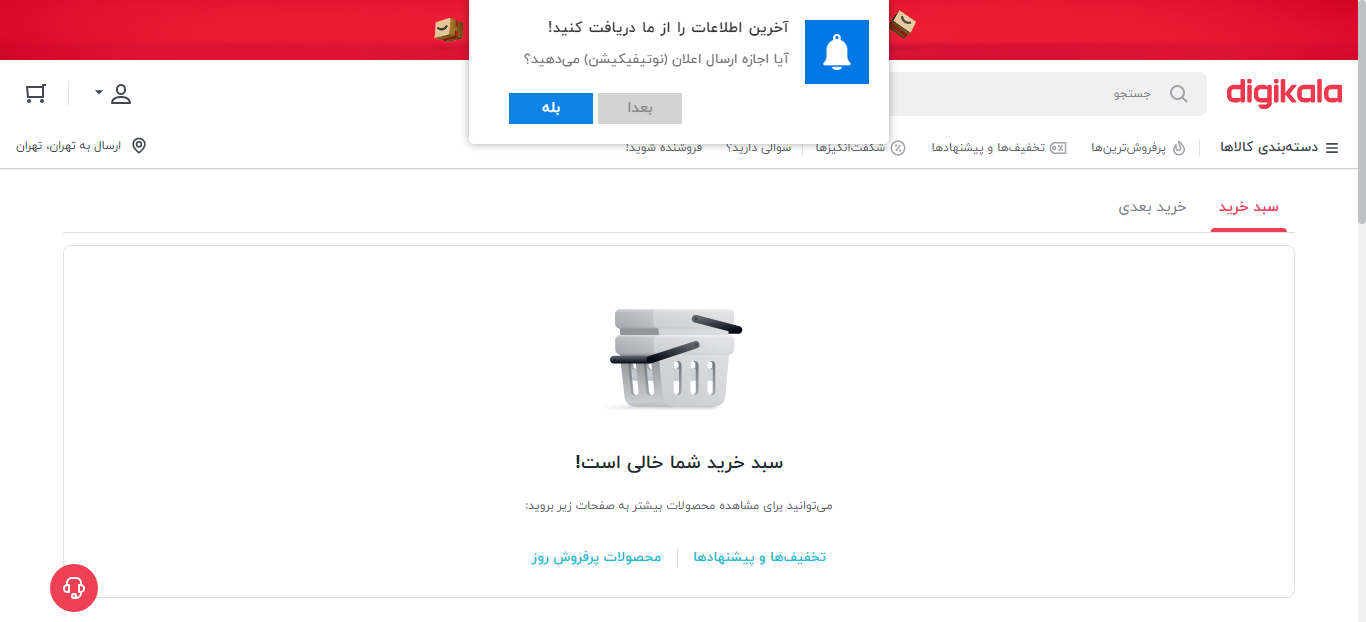 آخرین اطلاعات را از ما دریافت کنید!
آیا اجازه ارسال اعلان (نوتیفیکیشن) می‌دهید؟
بعدا
بله
digikala
جستجو
دسته‌بندی کالاها
پرفروش‌ترین‌ها
تخفیف‌ها و پیشنهادها
شگفت‌انگیزها
سوالی دارید؟
فروشنده شوید!
ارسال به تهران، تهران
سبد خرید
خرید بعدی
سبد خرید شما خالی است!
می‌توانید برای مشاهده محصولات بیشتر به صفحات زیر بروید:
تخفیف‌ها و پیشنهادها
محصولات پرفروش روز